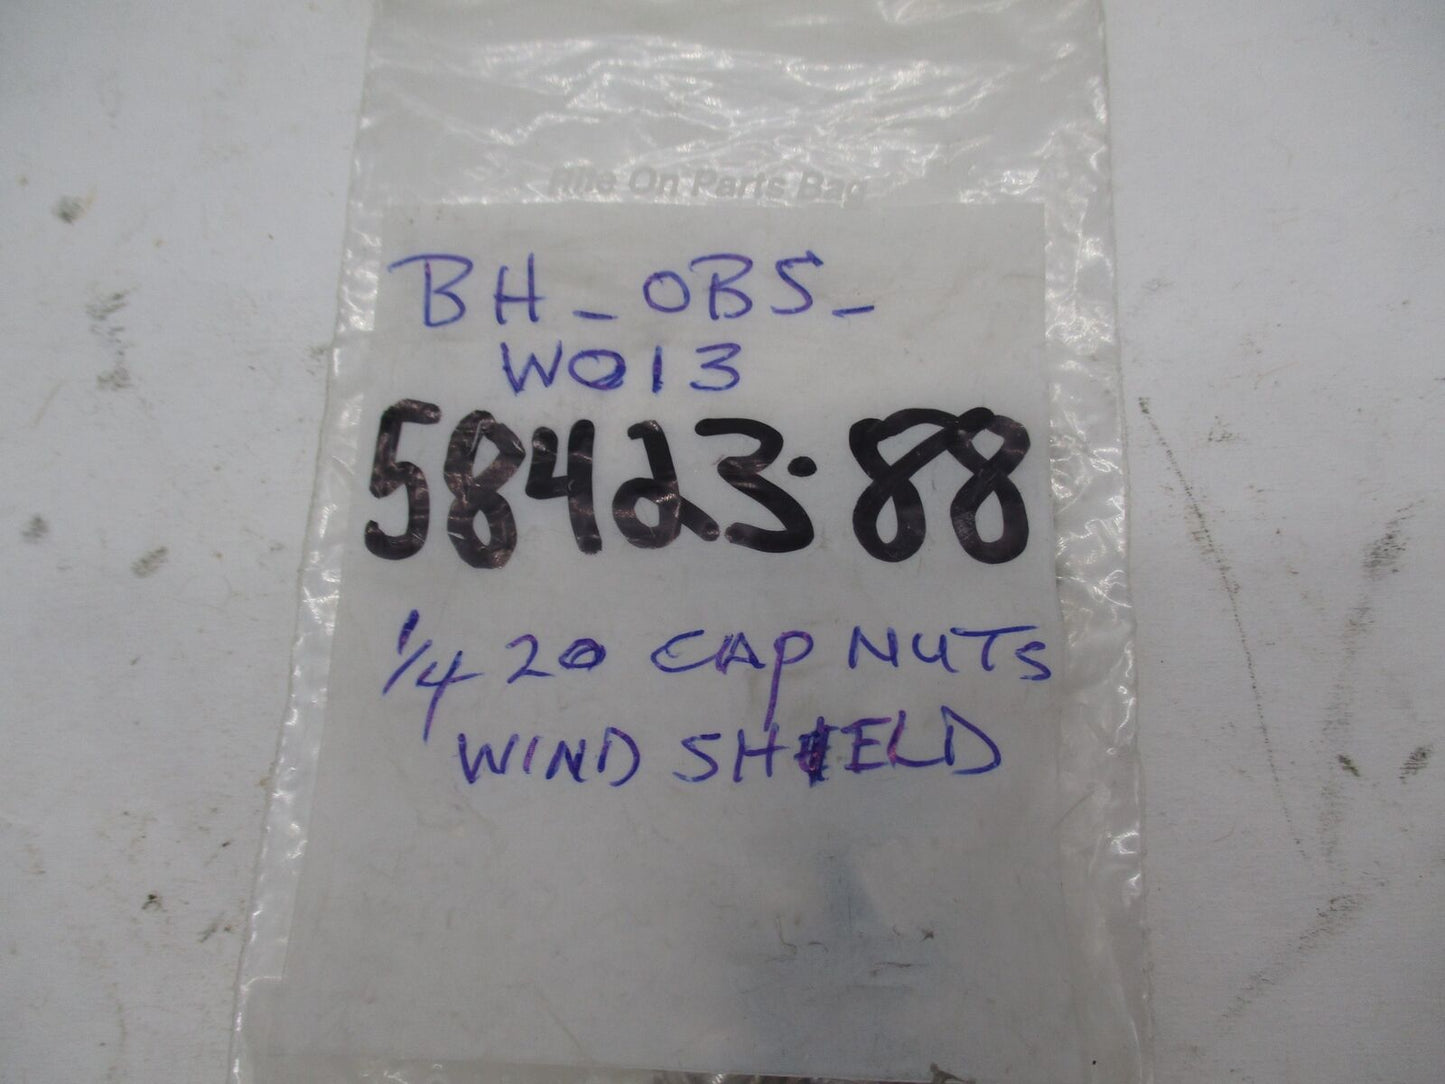 Rite On Parts Bag
BH_OBS_
W013
58423-88
1/4 20 CAP NUTS
WIND SHIELD